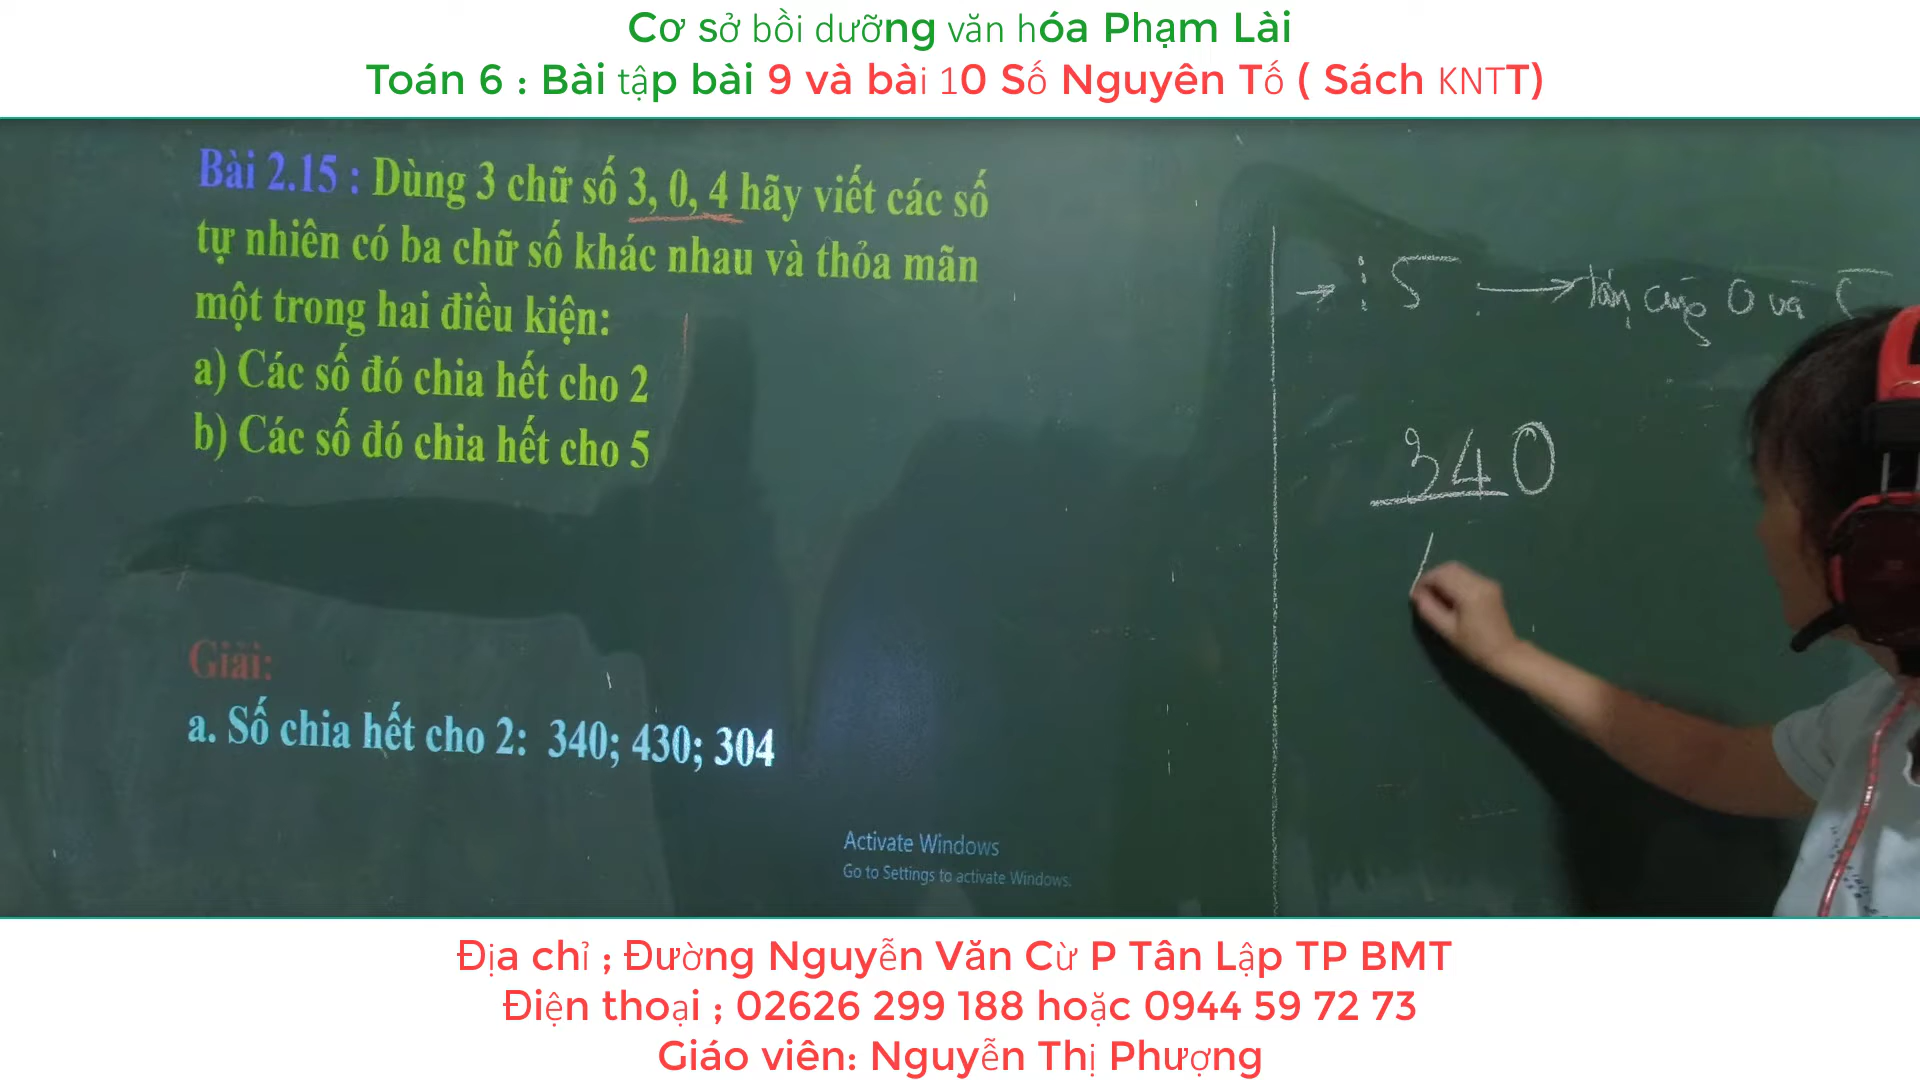 Cơ sở bồi dưỡng văn hóa Phạm Lài
Toán 6 : Bài tập bài 9 và bài 10 Số Nguyên Tố ( Sách KNTT)
Bài 2.15 : Dùng 3 chữ số 3, 0, 4 hãy viết các số
tự nhiên có ba chữ số khác nhau và thỏa mãn
một trong hai điều kiện:
a) Các số đó chia hết cho 2
b) Các số đó chia hết cho 5
Giải:
a. Số chia hết cho 2: 340; 430; 304
→ ⋮ 5 → tận cùng 0 và 5
340
Activate Windows
Go to Settings to activate Windows.
Địa chỉ ; Đường Nguyễn Văn Cừ P Tân Lập TP BMT
Điện thoại ; 02626 299 188 hoặc 0944 59 72 73
Giáo viên: Nguyễn Thị Phượng